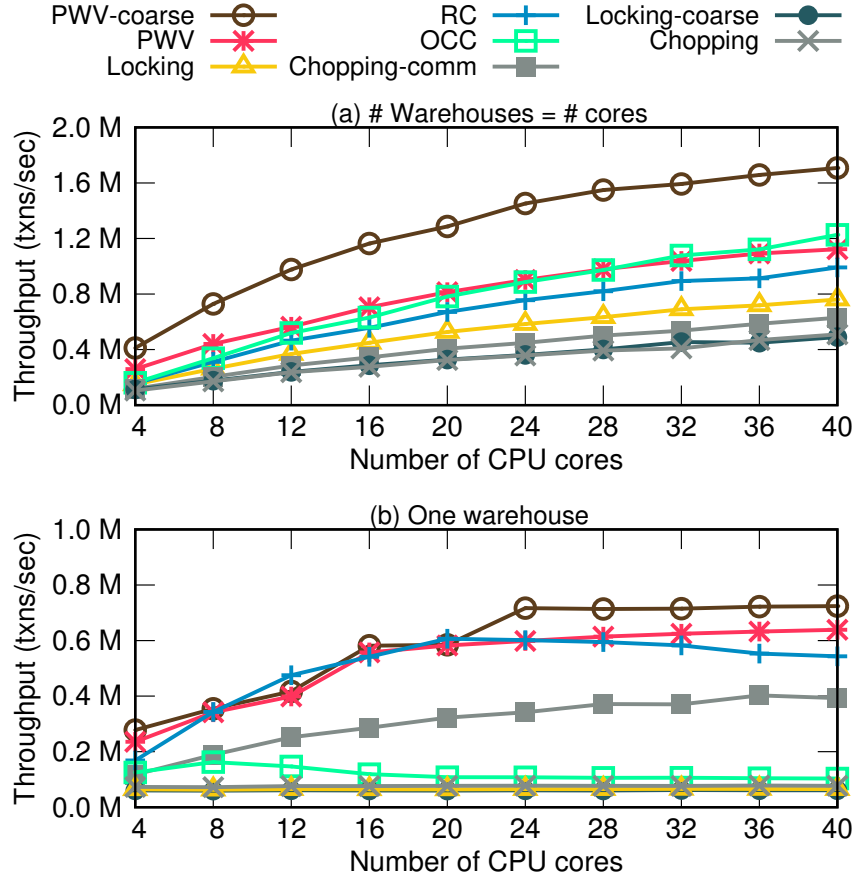 PWV-coarse RC Locking-coarse
PWV OCC Chopping
Locking Chopping-comm
(a) # Warehouses = # cores
2.0 M
1.6 M
1.2 M
0.8 M
0.4 M
0.0 M
Throughput (txns/sec)
4 8 12 16 20 24 28 32 36 40
Number of CPU cores
(b) One warehouse
1.0 M
0.8 M
0.6 M
0.4 M
0.2 M
0.0 M
Throughput (txns/sec)
4 8 12 16 20 24 28 32 36 40
Number of CPU cores